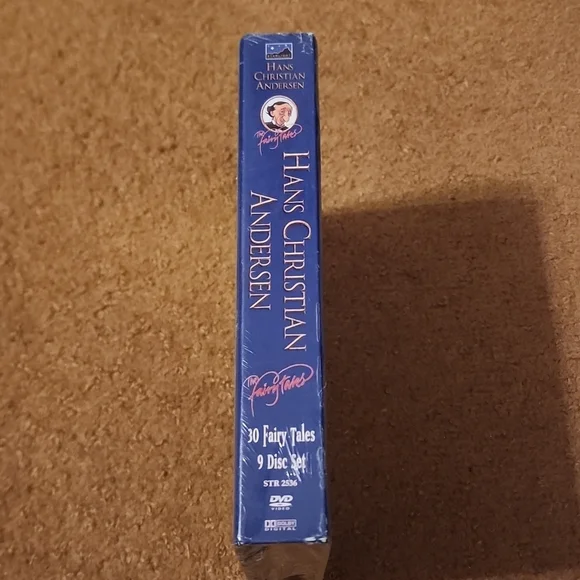 HANS
CHRISTIAN
ANDERSEN
The Fairy Tales
HANS CHRISTIAN
ANDERSEN
The Fairy Tales
30 Fairy Tales
9 Disc Set
STR 2536
DVD
VIDEO
DOLBY
DIGITAL